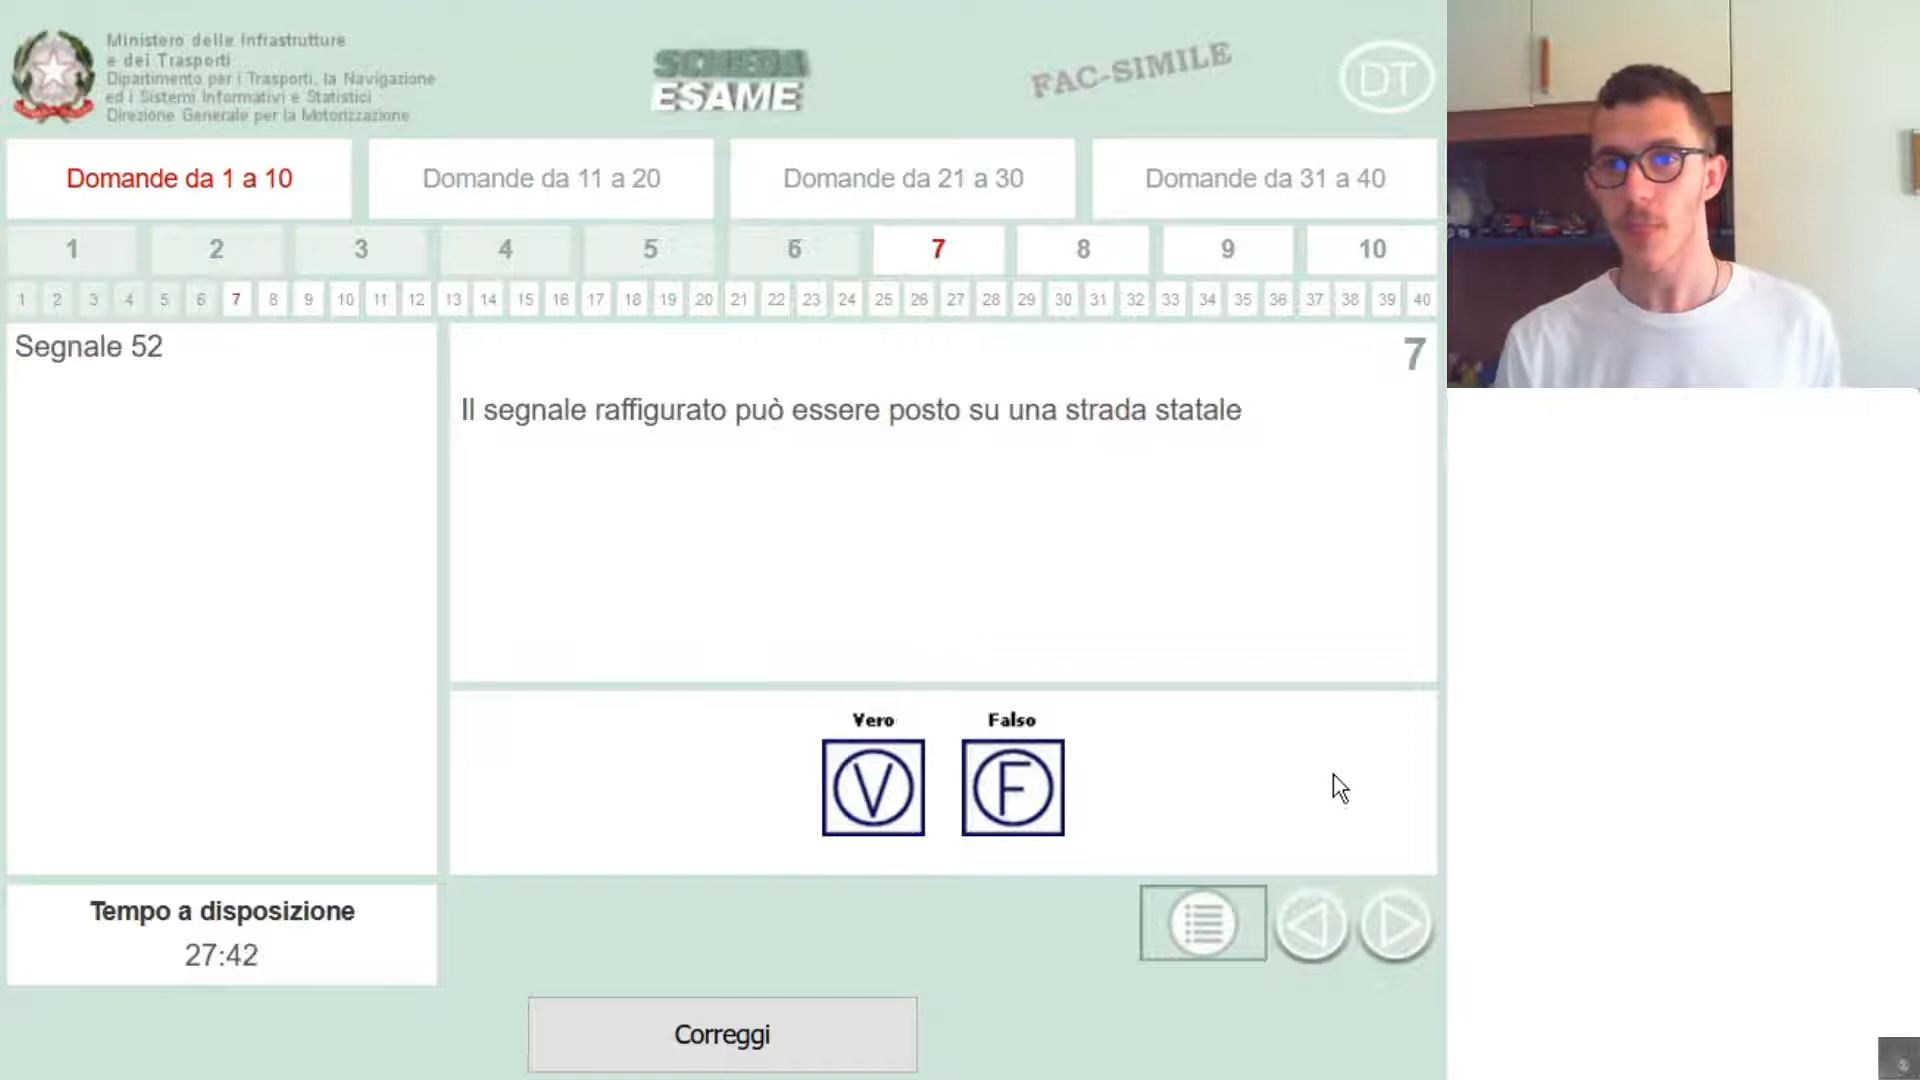 Ministero delle Infrastrutture
e dei Trasporti
Dipartimento per i Trasporti, la Navigazione
ed i Sistemi Informativi e Statistici
Direzione Generale per la Motorizzazione
SCHEDA
ESAME
FAC-SIMILE
DT
Domande da 1 a 10
Domande da 11 a 20
Domande da 21 a 30
Domande da 31 a 40
1 2 3 4 5 6 7 8 9 10
1 2 3 4 5 6 7 8 9 10 11 12 13 14 15 16 17 18 19 20 21 22 23 24 25 26 27 28 29 30 31 32 33 34 35 36 37 38 39 40
Segnale 52
7
Il segnale raffigurato può essere posto su una strada statale
Vero Falso
V F
Tempo a disposizione
27:42
Correggi